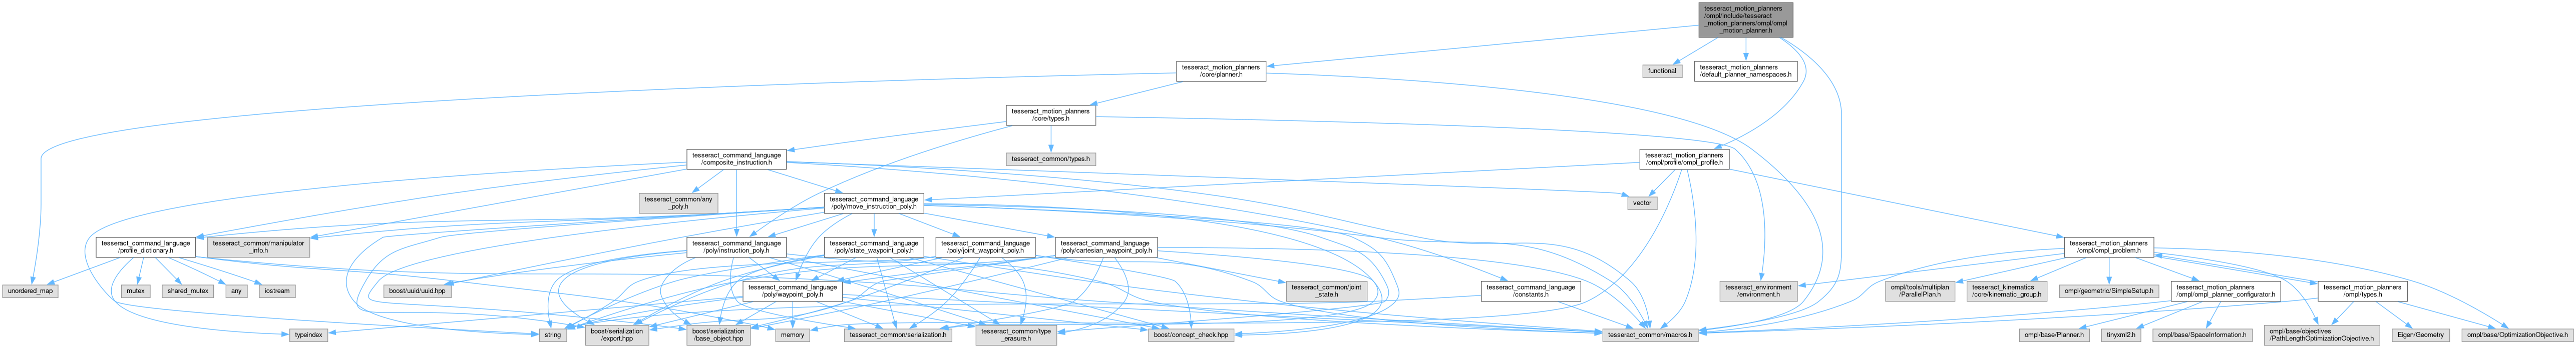 tesseract_motion_planners
/ompl/include/tesseract
_motion_planners/ompl/ompl
_motion_planner.h
tesseract_motion_planners
/core/planner.h
functional
tesseract_motion_planners
/default_planner_namespaces.h
tesseract_motion_planners
/core/types.h
tesseract_command_language
/composite_instruction.h
tesseract_common/types.h
tesseract_motion_planners
/ompl/profile/ompl_profile.h
tesseract_common/any
_poly.h
tesseract_command_language
/poly/move_instruction_poly.h
vector
tesseract_command_language
/profile_dictionary.h
tesseract_common/manipulator
_info.h
tesseract_command_language
/poly/instruction_poly.h
tesseract_command_language
/poly/state_waypoint_poly.h
tesseract_command_language
/poly/joint_waypoint_poly.h
tesseract_command_language
/poly/cartesian_waypoint_poly.h
tesseract_motion_planners
/ompl/ompl_problem.h
unordered_map
mutex
shared_mutex
any
iostream
boost/uuid/uuid.hpp
tesseract_command_language
/poly/waypoint_poly.h
tesseract_common/joint
_state.h
tesseract_command_language
/constants.h
tesseract_environment
/environment.h
ompl/tools/multiplan
/ParallelPlan.h
tesseract_kinematics
/core/kinematic_group.h
ompl/geometric/SimpleSetup.h
tesseract_motion_planners
/ompl/ompl_planner_configurator.h
tesseract_motion_planners
/ompl/types.h
typeindex
string
boost/serialization
/export.hpp
boost/serialization
/base_object.hpp
memory
tesseract_common/serialization.h
tesseract_common/type
_erasure.h
boost/concept_check.hpp
tesseract_common/macros.h
ompl/base/Planner.h
tinyxml2.h
ompl/base/SpaceInformation.h
ompl/base/objectives
/PathLengthOptimizationObjective.h
Eigen/Geometry
ompl/base/OptimizationObjective.h